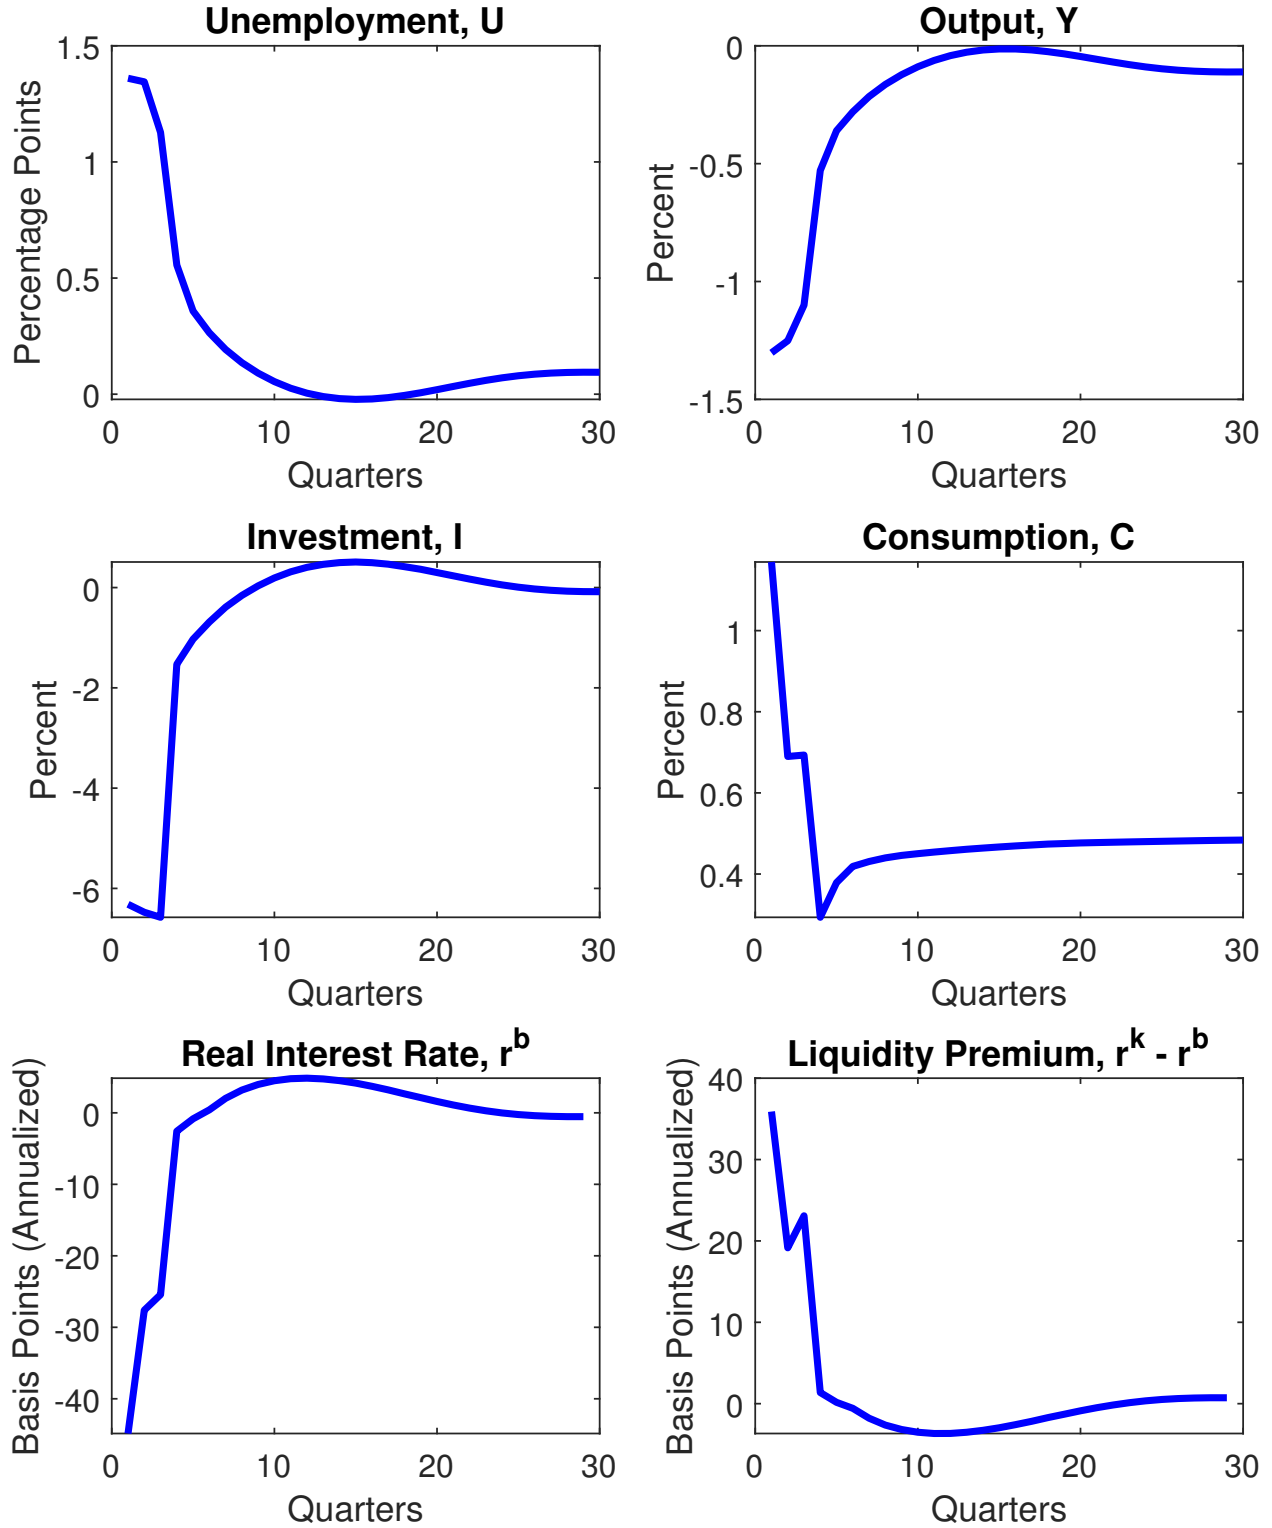 Unemployment, U
Percentage Points
1.5
1
0.5
0
0 10 20 30
Quarters
Output, Y
Percent
0
-0.5
-1
-1.5
0 10 20 30
Quarters
Investment, I
Percent
0
-2
-4
-6
0 10 20 30
Quarters
Consumption, C
Percent
1
0.8
0.6
0.4
0 10 20 30
Quarters
Real Interest Rate, r^b
Basis Points (Annualized)
0
-10
-20
-30
-40
0 10 20 30
Quarters
Liquidity Premium, r^k - r^b
Basis Points (Annualized)
40
30
20
10
0
0 10 20 30
Quarters